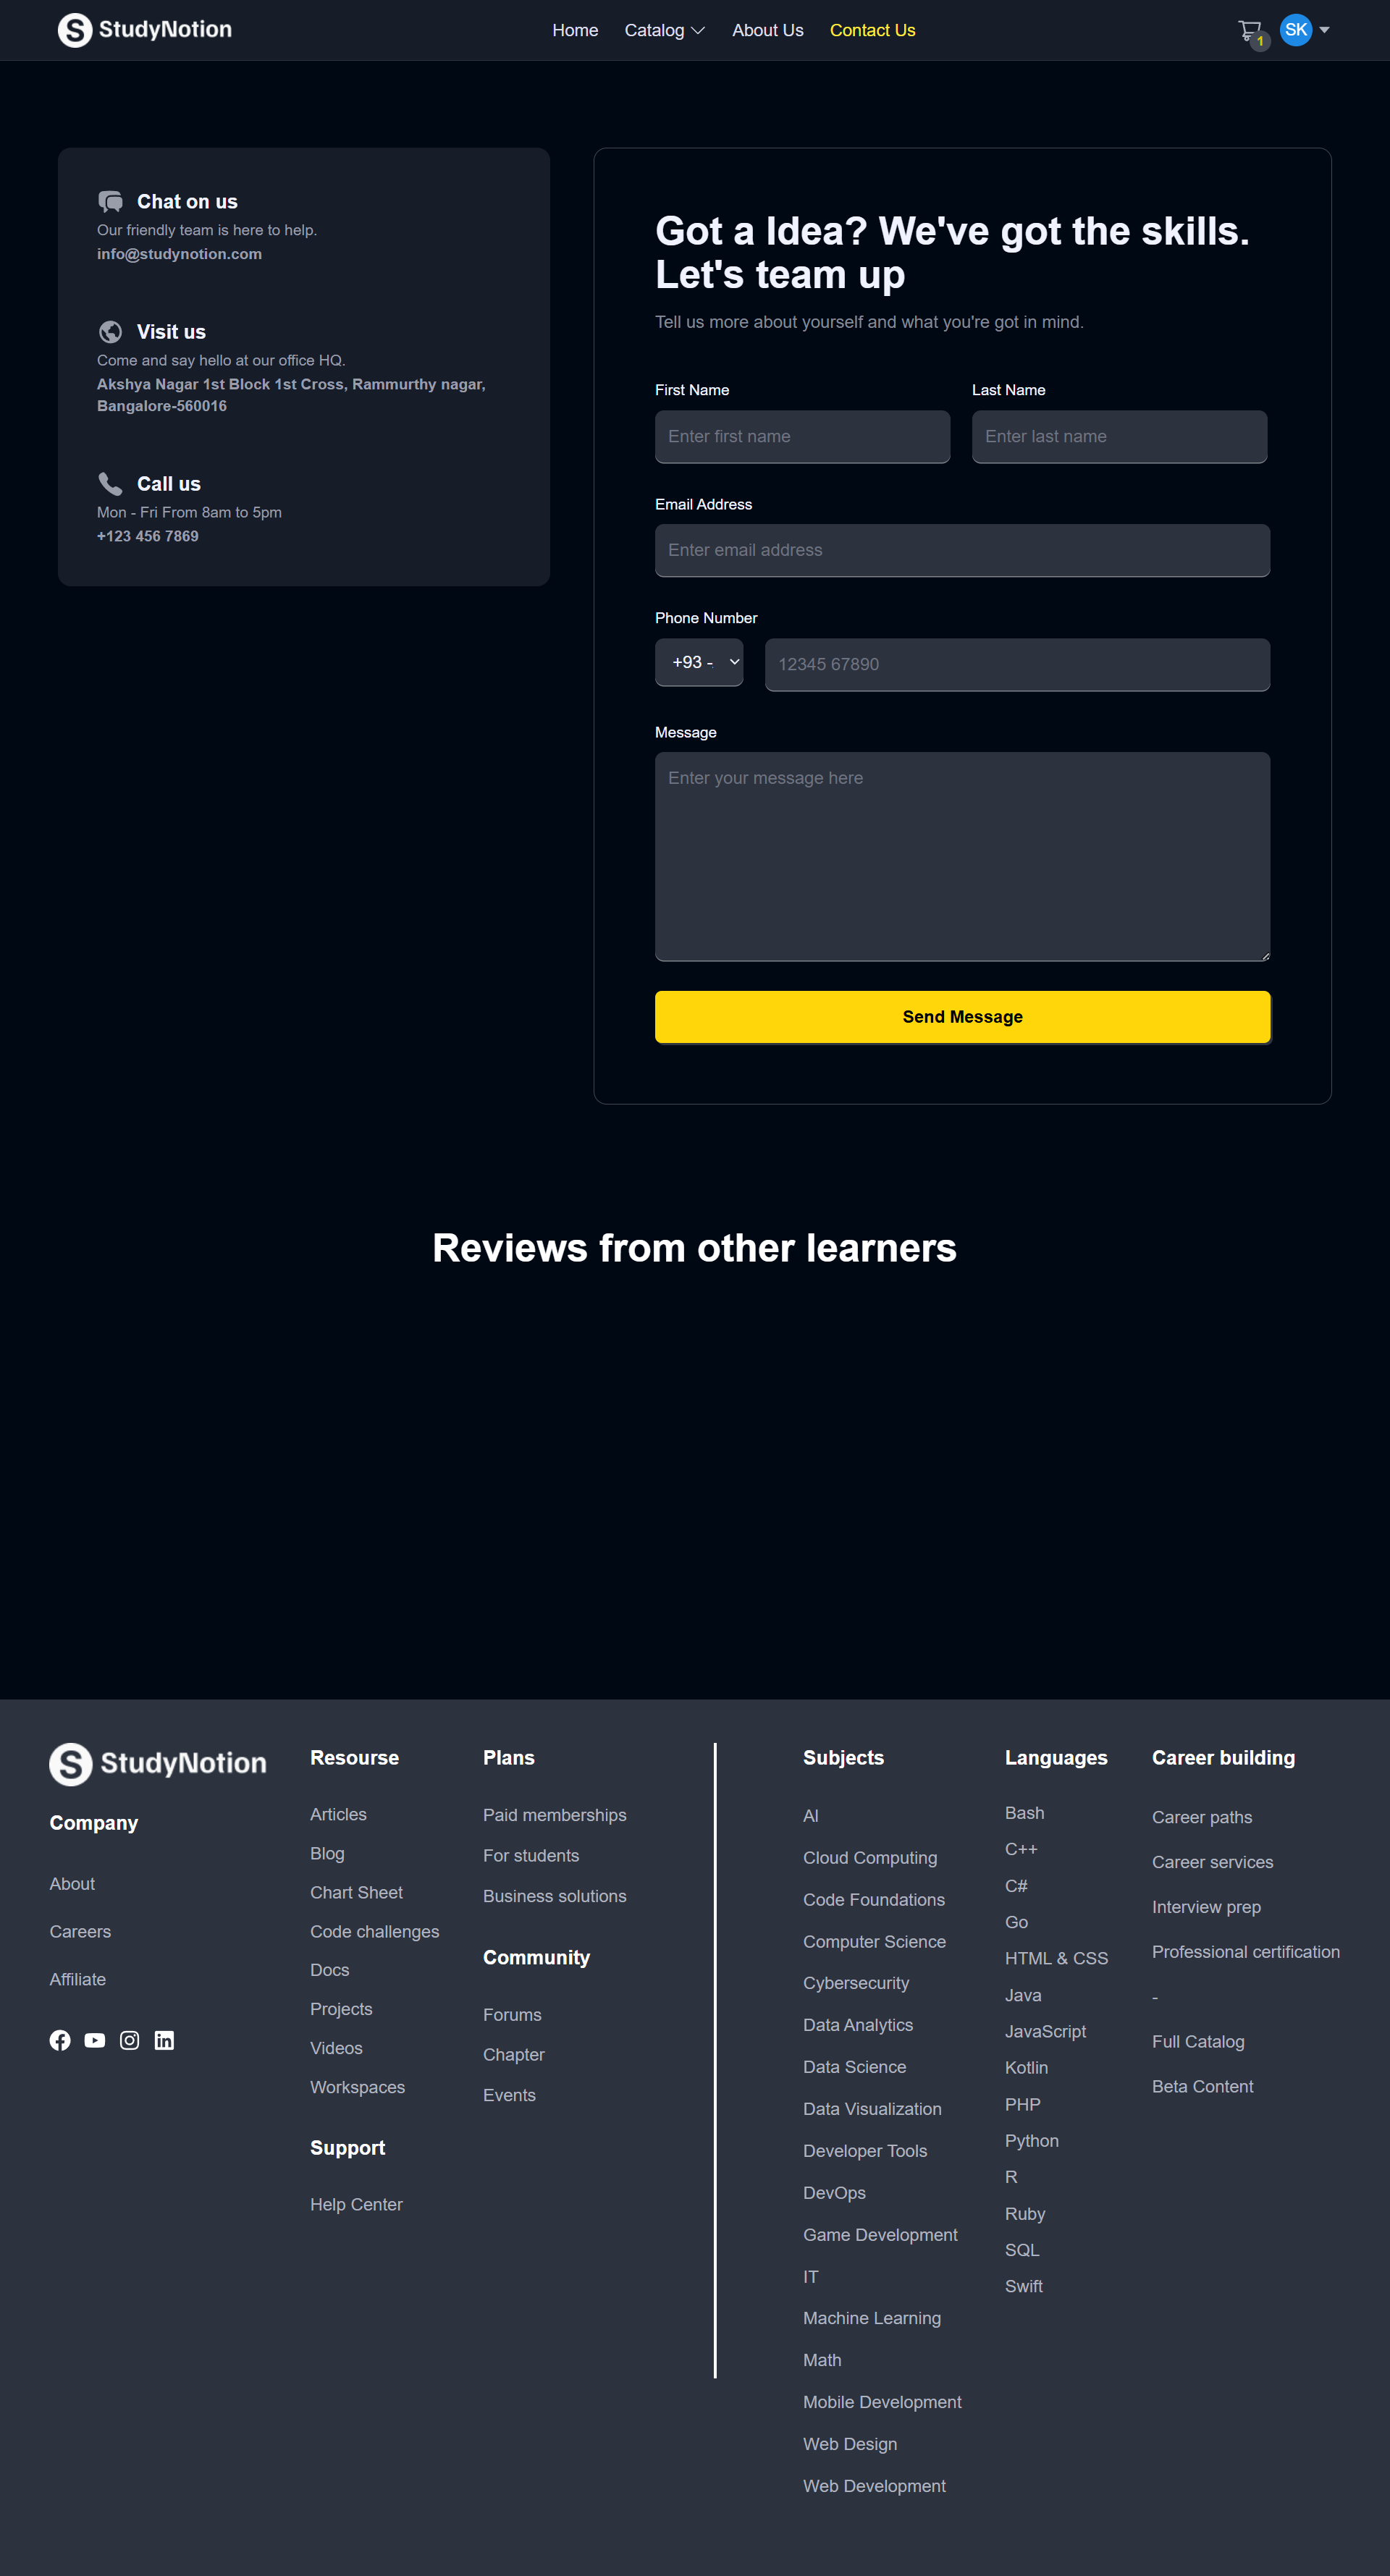 StudyNotion
Home
Catalog
About Us
Contact Us
1
SK
Chat on us
Our friendly team is here to help.
info@studynotion.com
Visit us
Come and say hello at our office HQ.
Akshya Nagar 1st Block 1st Cross, Rammurthy nagar,
Bangalore-560016
Call us
Mon - Fri From 8am to 5pm
+123 456 7869
Got a Idea? We've got the skills.
Let's team up
Tell us more about yourself and what you're got in mind.
First Name
Last Name
Enter first name
Enter last name
Email Address
Enter email address
Phone Number
+93 -
12345 67890
Message
Enter your message here
Send Message
Reviews from other learners
StudyNotion
Company
About
Careers
Affiliate
Resourse
Articles
Blog
Chart Sheet
Code challenges
Docs
Projects
Videos
Workspaces
Support
Help Center
Plans
Paid memberships
For students
Business solutions
Community
Forums
Chapter
Events
Subjects
Al
Cloud Computing
Code Foundations
Computer Science
Cybersecurity
Data Analytics
Data Science
Data Visualization
Developer Tools
DevOps
Game Development
IT
Machine Learning
Math
Mobile Development
Web Design
Web Development
Languages
Bash
C++
C#
Go
HTML & CSS
Java
JavaScript
Kotlin
PHP
Python
R
Ruby
SQL
Swift
Career building
Career paths
Career services
Interview prep
Professional certification
-
Full Catalog
Beta Content